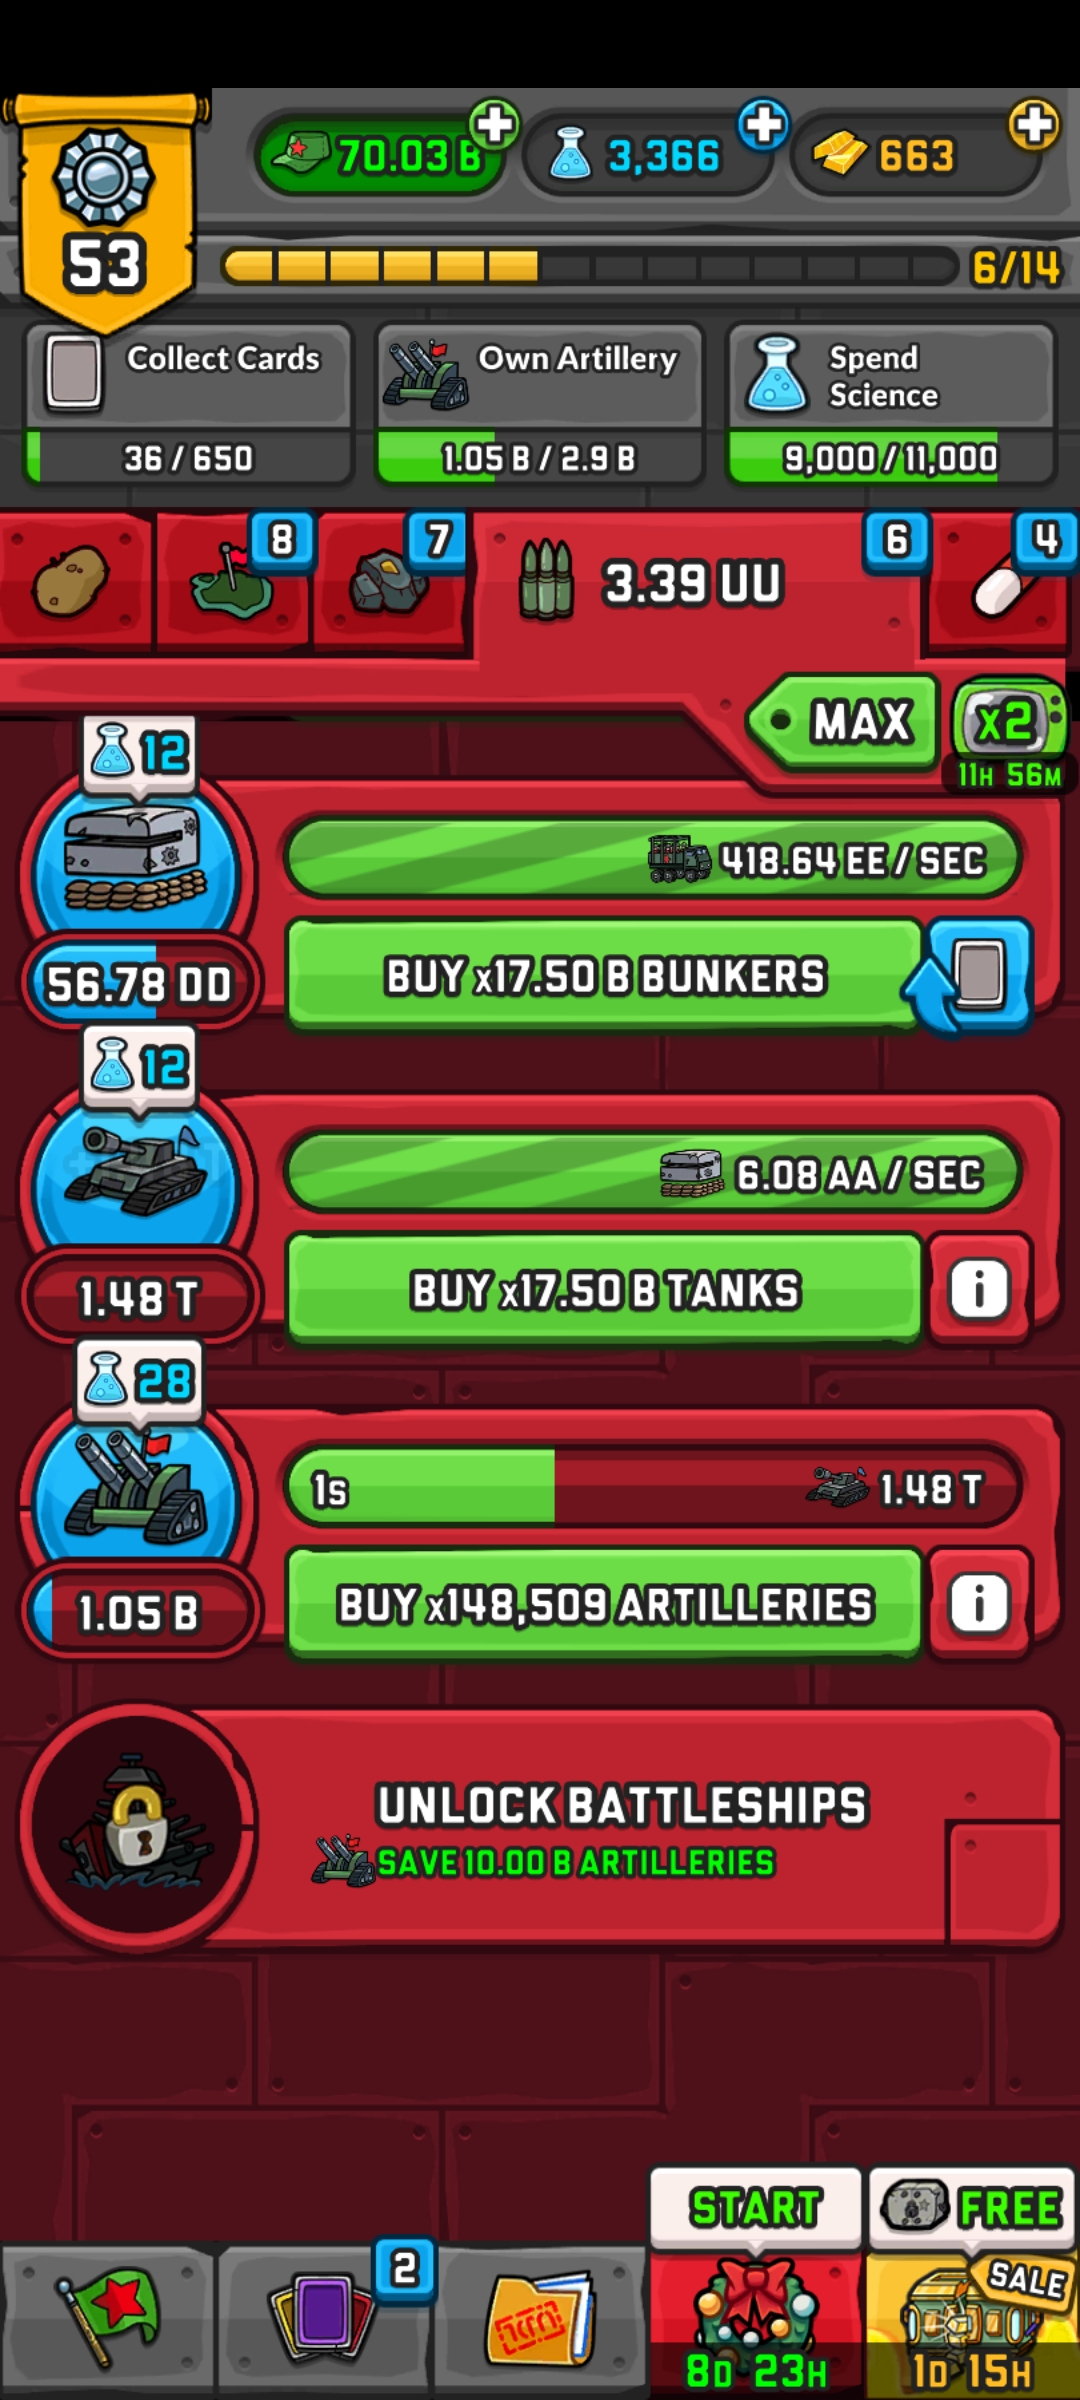 70.03 B
3,366
663
53
6/14
Collect Cards
36 / 650
Own Artillery
1.05 B / 2.9 B
Spend
Science
9,000 / 11,000
8
7
3.39 UU
6
4
MAX
x2
11H 56M
12
418.64 EE / SEC
56.78 DD
BUY x17.50 B BUNKERS
12
6.08 AA / SEC
1.48 T
BUY x17.50 B TANKS
i
28
1s
1.48 T
1.05 B
BUY x148,509 ARTILLERIES
i
UNLOCK BATTLESHIPS
SAVE 10.00 B ARTILLERIES
START
FREE
2
SALE
8D 23H
1D 15H